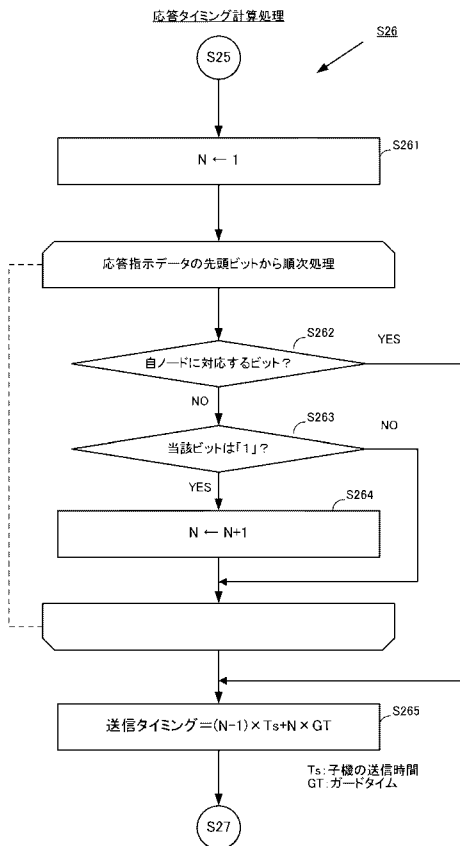 応答タイミング計算処理
S26
S25
S261
N ← 1
応答指示データの先頭ビットから順次処理
S262
YES
自ノードに対応するビット?
NO
S263
NO
当該ビットは「1」?
YES
S264
N ← N+1
S265
送信タイミング=(N-1)×Ts+N×GT
Ts:子機の送信時間
GT:ガードタイム
S27